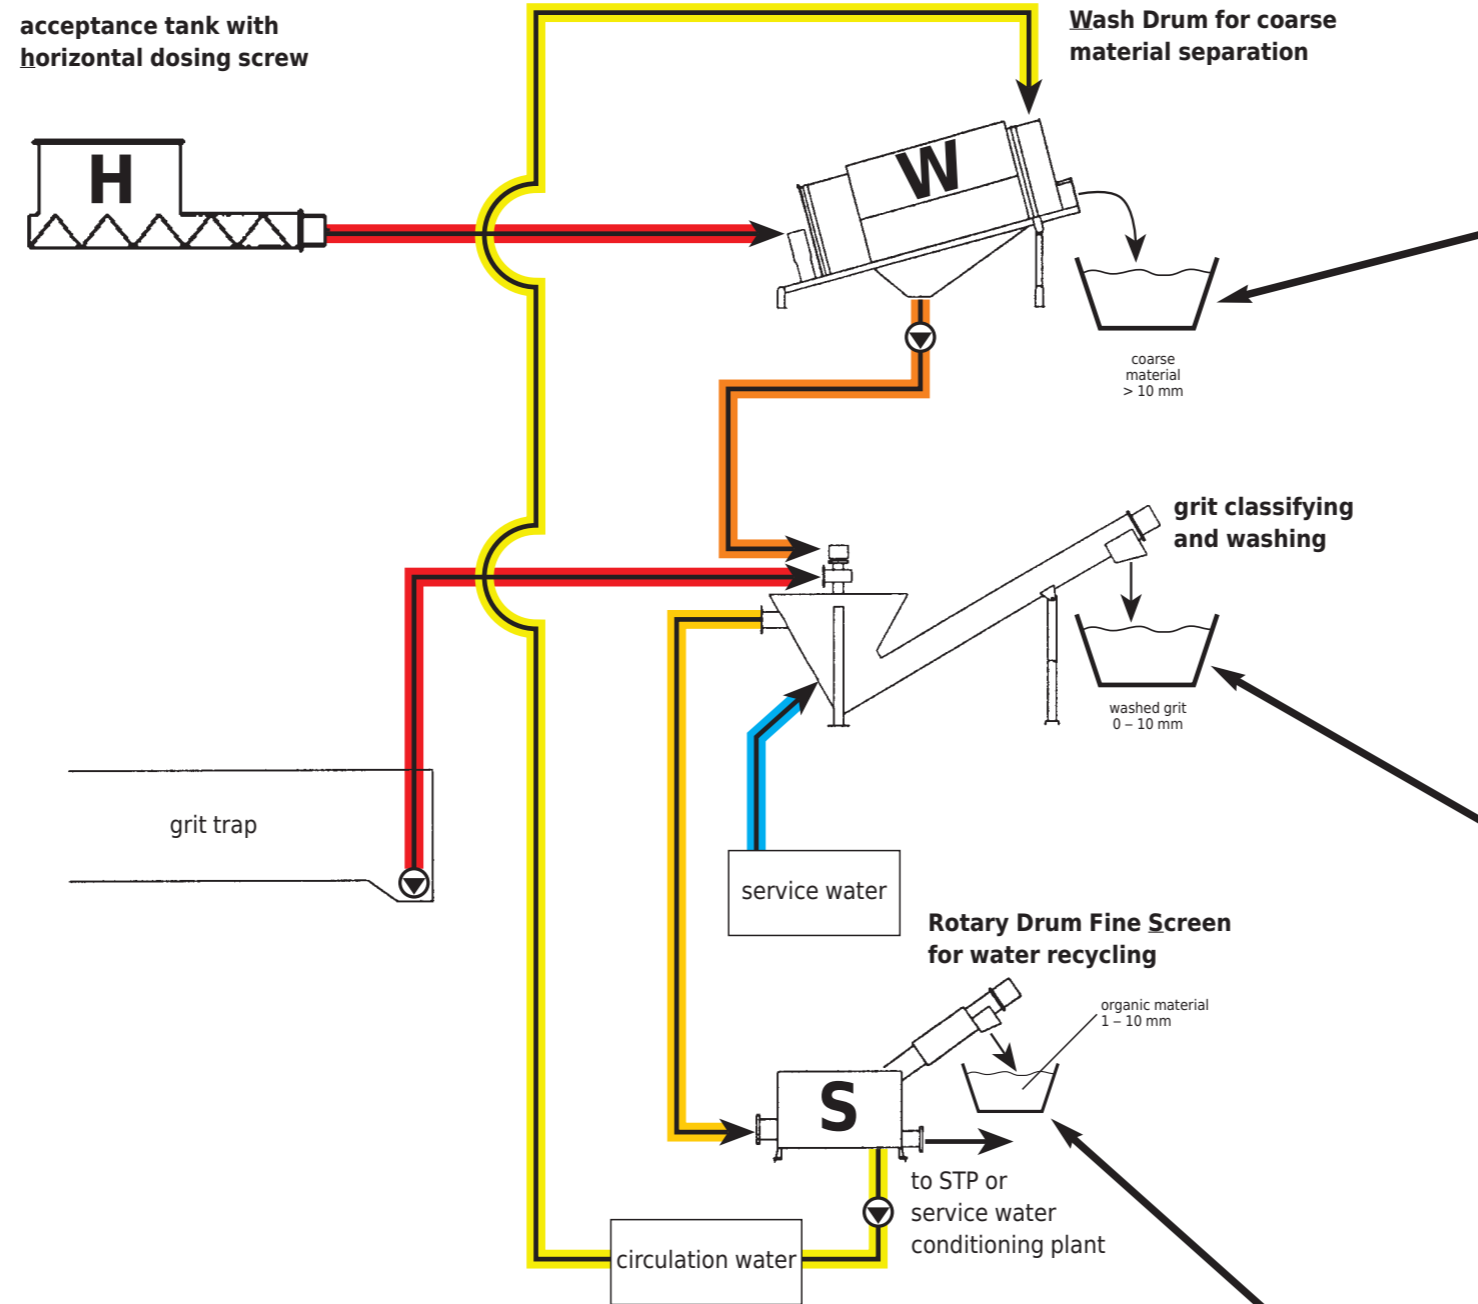 acceptance tank with
horizontal dosing screw
Wash Drum for coarse
material separation
H
W
coarse
material
> 10 mm
grit classifying
and washing
washed grit
0 – 10 mm
grit trap
service water
Rotary Drum Fine Screen
for water recycling
organic material
1 – 10 mm
S
to STP or
service water
conditioning plant
circulation water